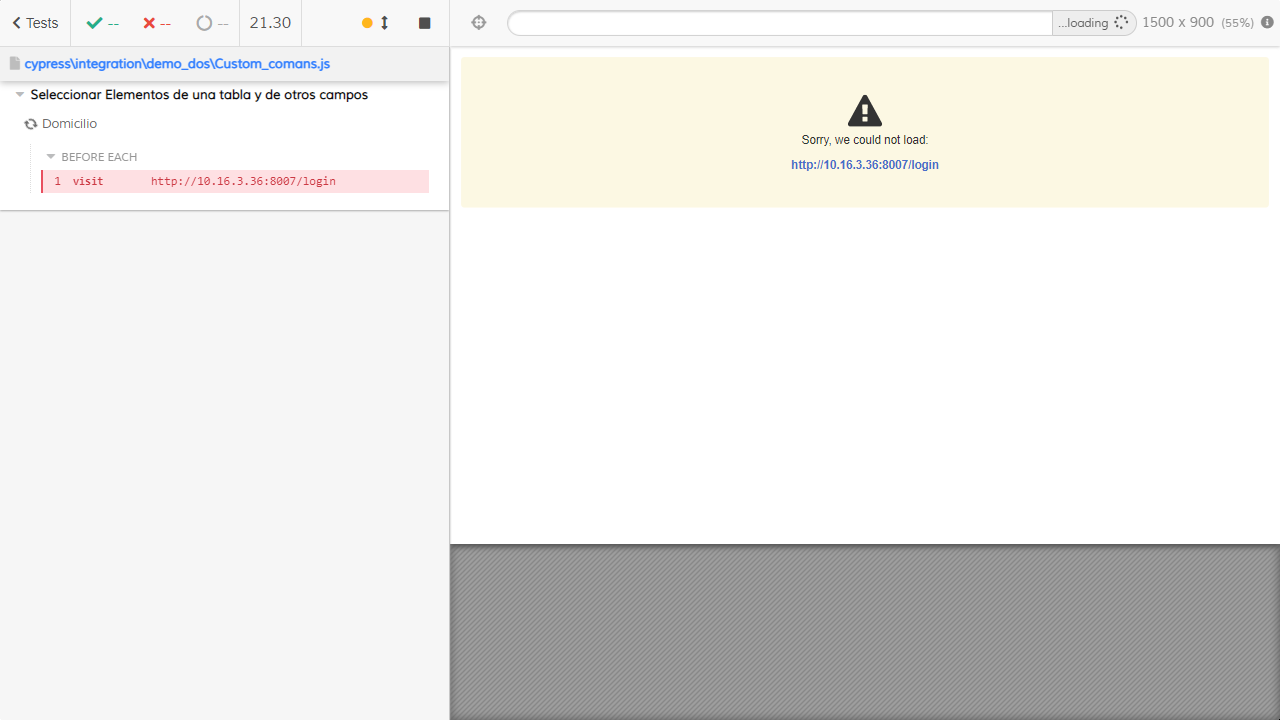 Tests -- -- -- 21.30
...loading 1500 x 900 (55%)
cypress\integration\demo_dos\Custom_comans.js
Seleccionar Elementos de una tabla y de otros campos
Domicilio
BEFORE EACH
1 visit http://10.16.3.36:8007/login
Sorry, we could not load:
http://10.16.3.36:8007/login